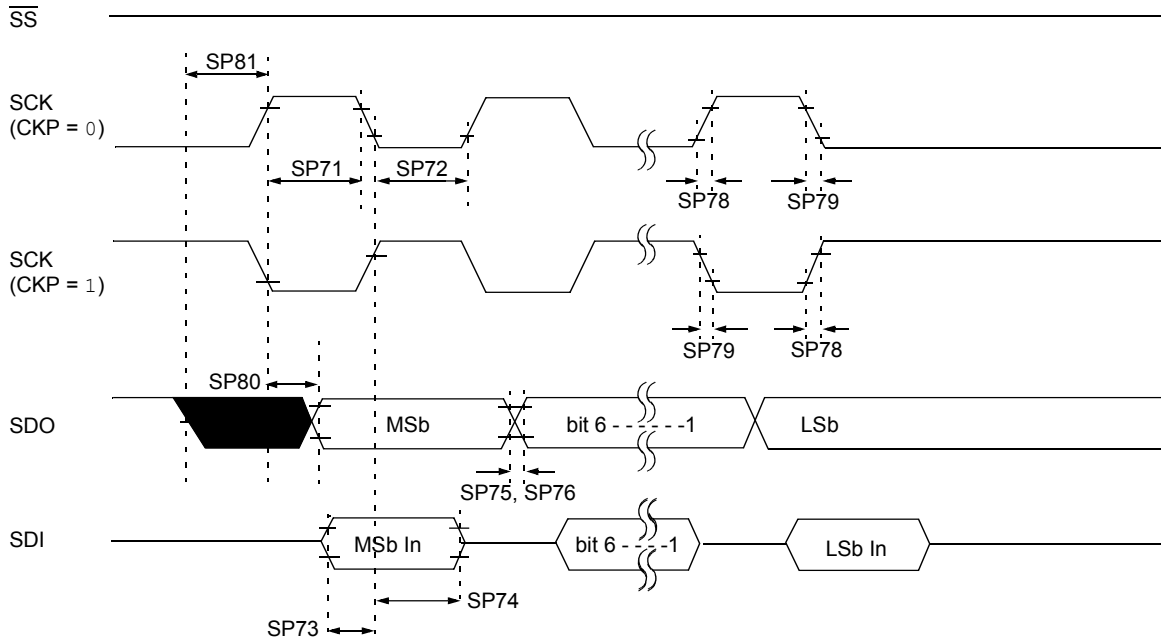 SS
SP81
SCK
(CKP = 0)
SP71
SP72
SP78
SP79
SCK
(CKP = 1)
SP79
SP78
SP80
SDO
MSb
bit 6 - - - - - -1
LSb
SP75, SP76
SDI
MSb In
bit 6 - - - -1
LSb In
SP74
SP73